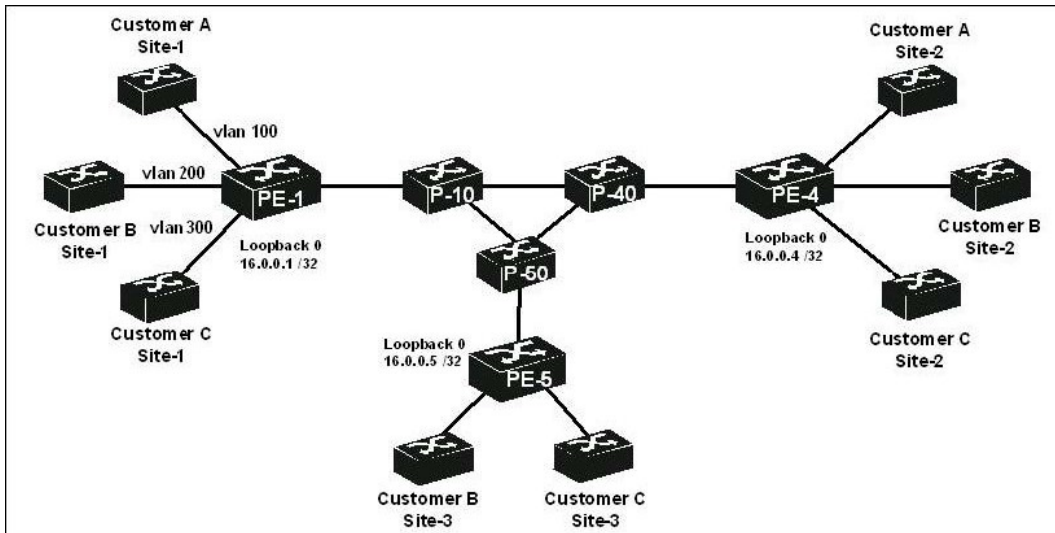 Customer A
Site-1
Customer A
Site-2
vlan 100
vlan 200
PE-1
P-10
P-40
PE-4
Customer B
Site-1
vlan 300
Loopback 0
16.0.0.1 /32
Loopback 0
16.0.0.4 /32
Customer B
Site-2
P-50
Customer C
Site-1
Loopback 0
16.0.0.5 /32
PE-5
Customer C
Site-2
Customer B
Site-3
Customer C
Site-3